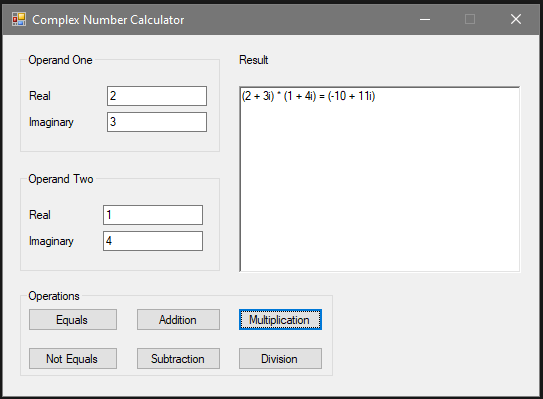 Complex Number Calculator
Operand One
Real 2
Imaginary 3
Operand Two
Real 1
Imaginary 4
Result
(2 + 3i) * (1 + 4i) = (-10 + 11i)
Operations
Equals Addition Multiplication
Not Equals Subtraction Division